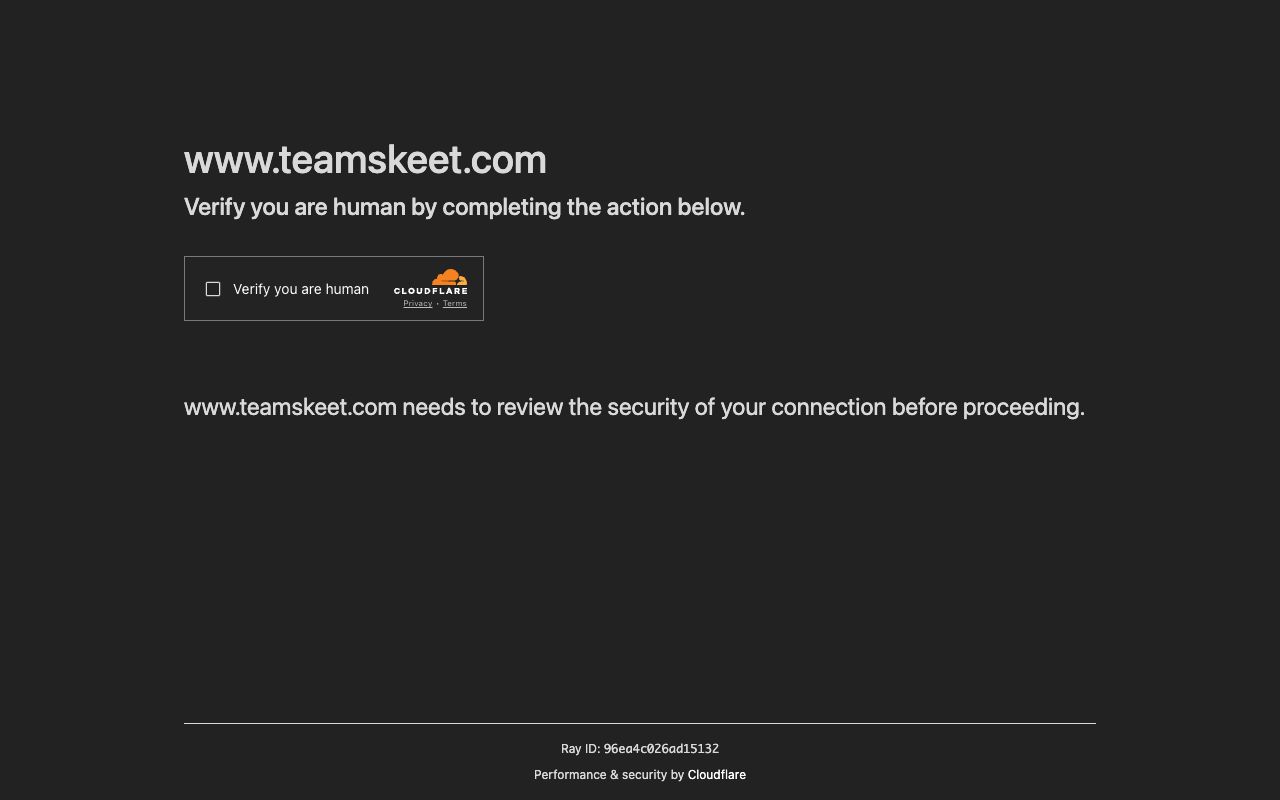 www.teamskeet.com
Verify you are human by completing the action below.
Verify you are human
CLOUDFLARE
Privacy • Terms
www.teamskeet.com needs to review the security of your connection before proceeding.
Ray ID: 96ea4c026ad15132
Performance & security by Cloudflare